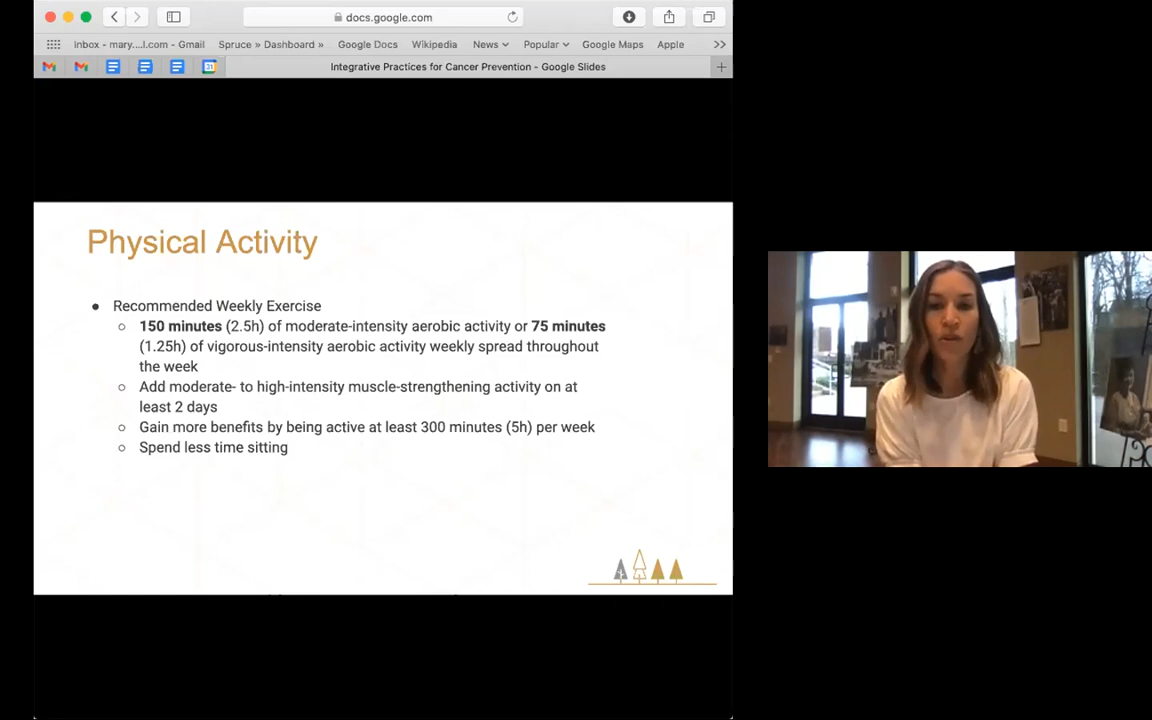 docs.google.com
Inbox - mary....l.com - Gmail Spruce » Dashboard » Google Docs Wikipedia News Popular Google Maps Apple >>
31 Integrative Practices for Cancer Prevention - Google Slides +
Physical Activity
● Recommended Weekly Exercise
○ 150 minutes (2.5h) of moderate-intensity aerobic activity or 75 minutes
(1.25h) of vigorous-intensity aerobic activity weekly spread throughout
the week
○ Add moderate- to high-intensity muscle-strengthening activity on at
least 2 days
○ Gain more benefits by being active at least 300 minutes (5h) per week
○ Spend less time sitting